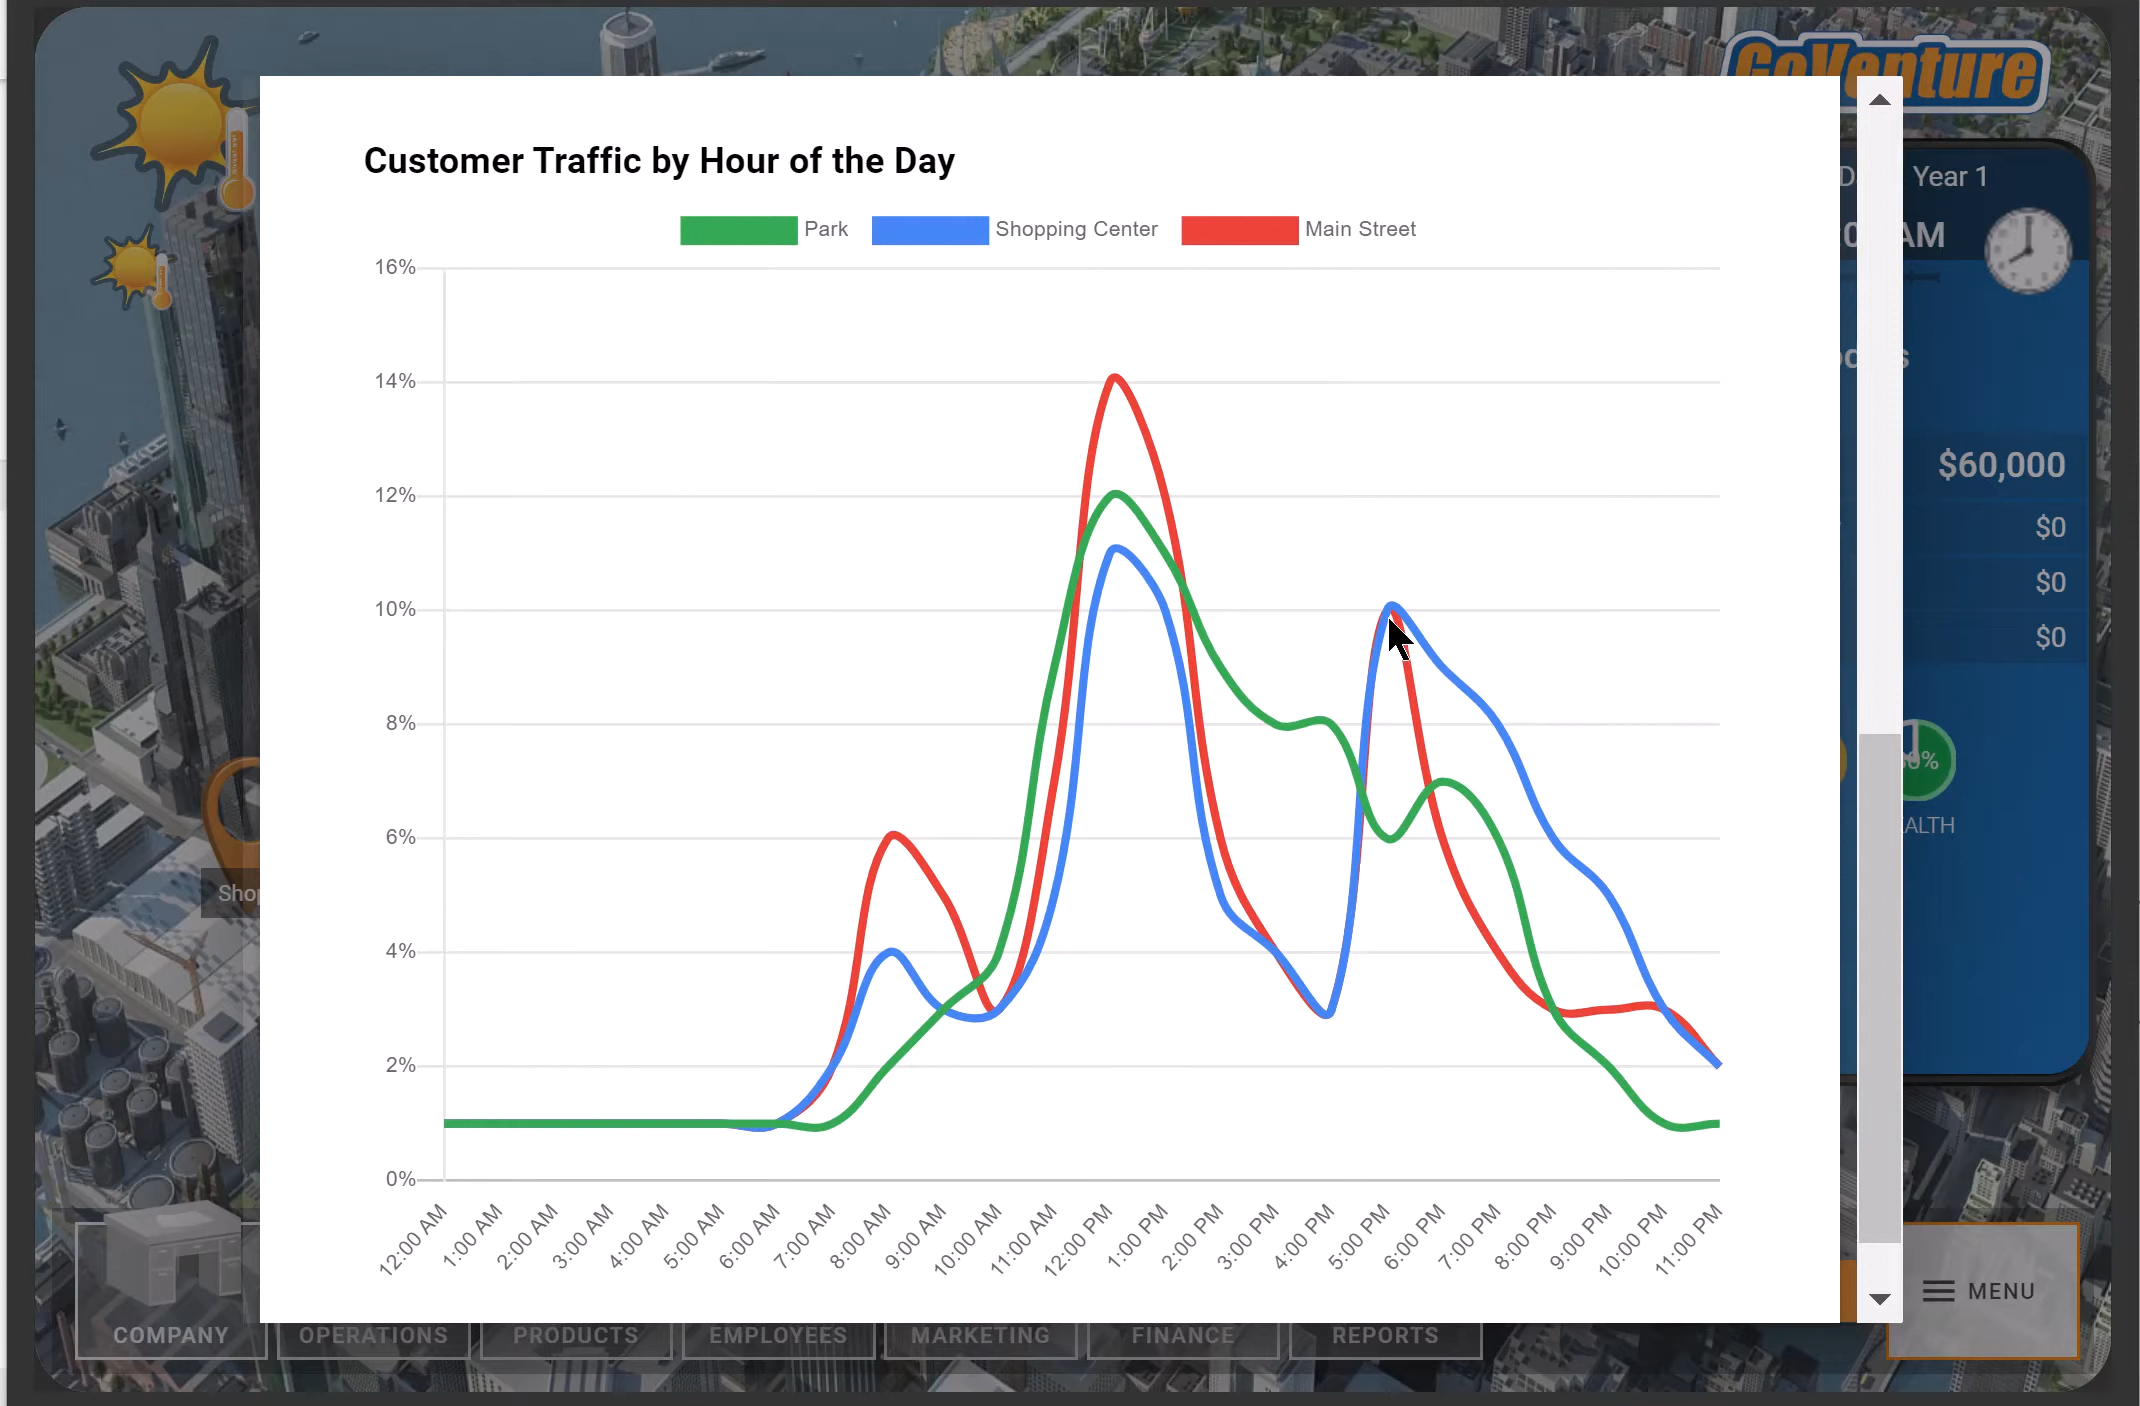 GoVenture
Year 1
AM
Customer Traffic by Hour of the Day
Park
Shopping Center
Main Street
16%
14%
12%
10%
8%
6%
4%
2%
0%
12:00 AM
1:00 AM
2:00 AM
3:00 AM
4:00 AM
5:00 AM
6:00 AM
7:00 AM
8:00 AM
9:00 AM
10:00 AM
11:00 AM
12:00 PM
1:00 PM
2:00 PM
3:00 PM
4:00 PM
5:00 PM
6:00 PM
7:00 PM
8:00 PM
9:00 PM
10:00 PM
11:00 PM
$60,000
$0
$0
$0
ALTH
Shop
COMPANY
OPERATIONS
PRODUCTS
EMPLOYEES
MARKETING
FINANCE
REPORTS
MENU